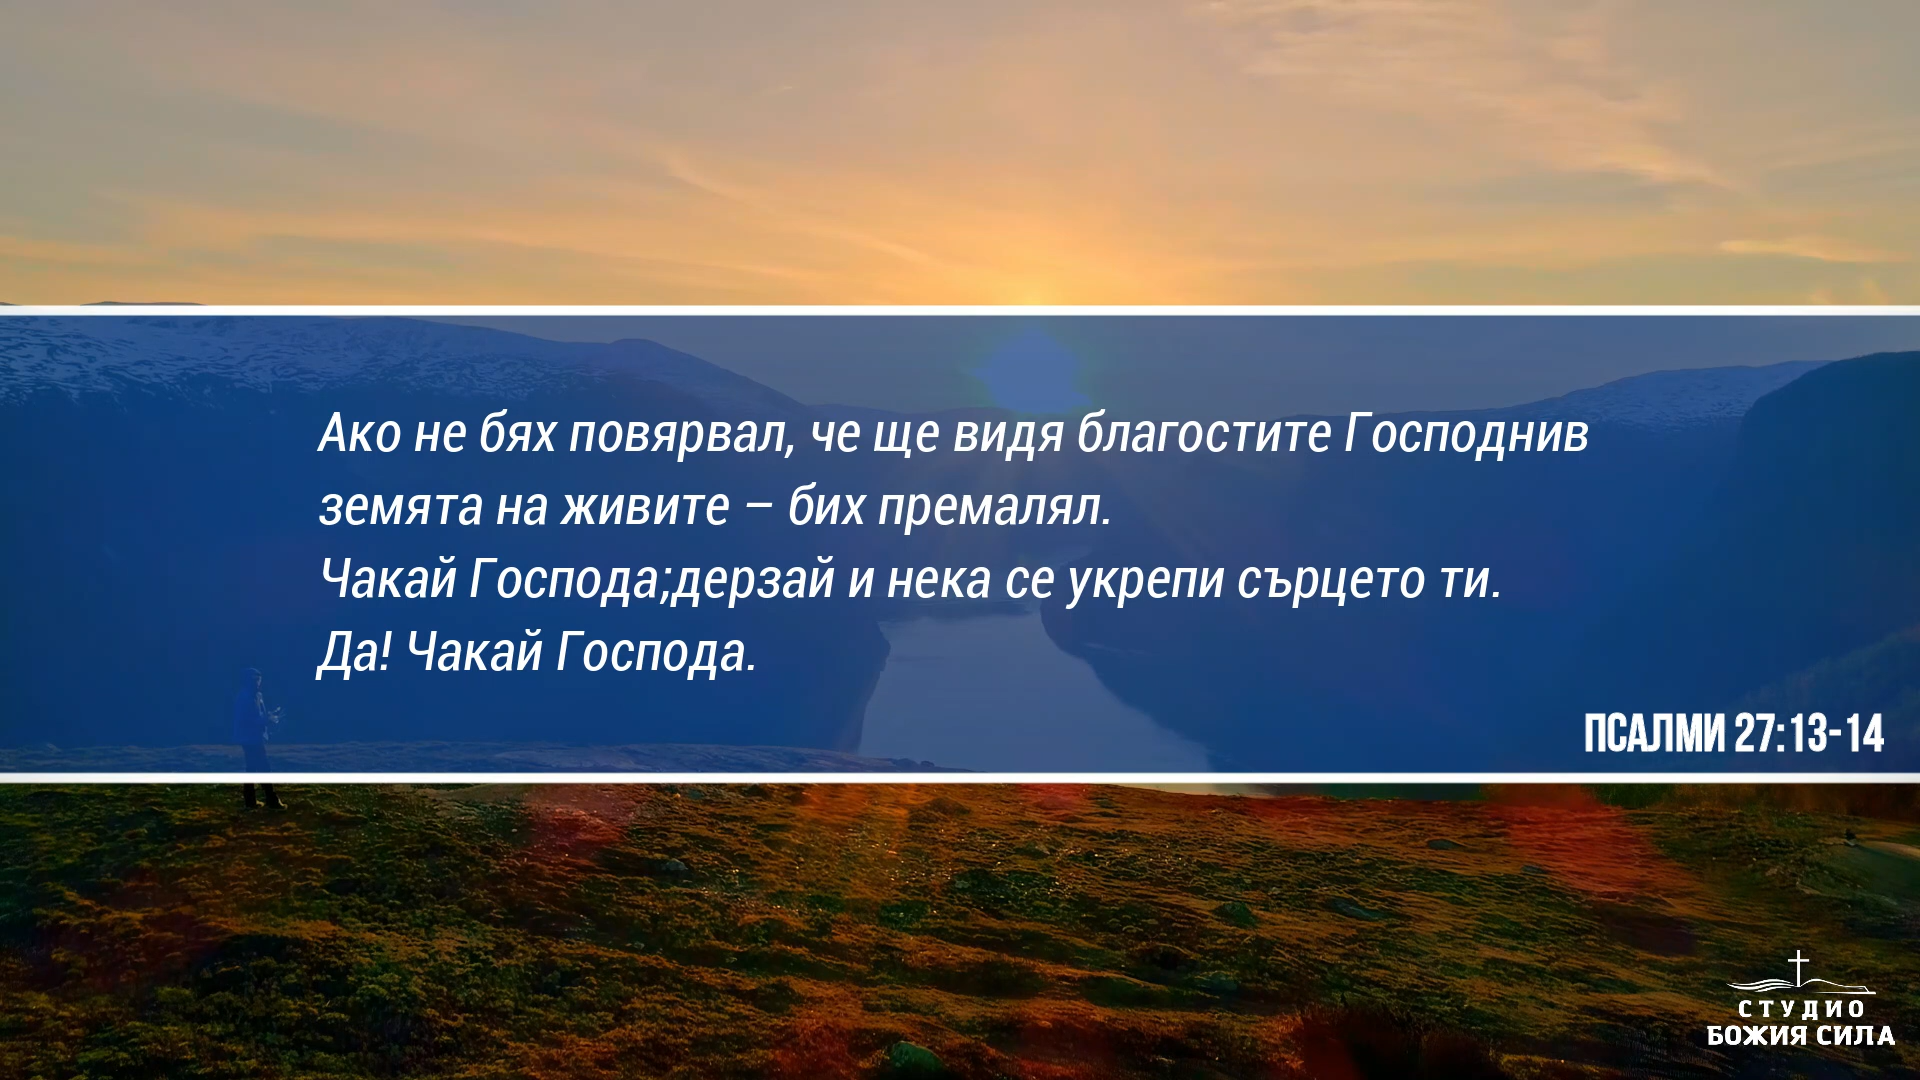 Ако не бях повярвал, че ще видя благостите Господнив
земята на живите – бих премалял.
Чакай Господа;дерзай и нека се укрепи сърцето ти.
Да! Чакай Господа.
ПСАЛМИ 27:13-14
СТУДИО
БОЖИЯ СИЛА